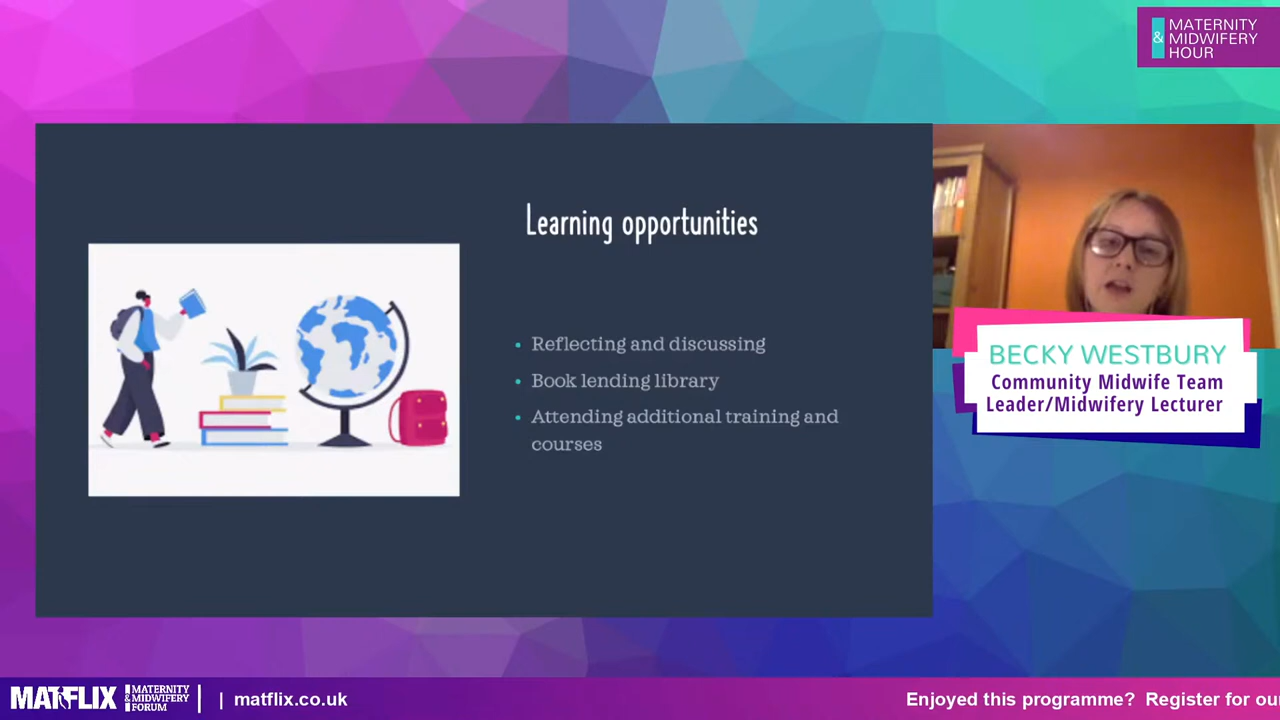 MATERNITY
& MIDWIFERY
HOUR
Learning opportunities
• Reflecting and discussing
• Book lending library
• Attending additional training and
courses
BECKY WESTBURY
Community Midwife Team
Leader/Midwifery Lecturer
MATFLIX
MATERNITY
& MIDWIFERY
FORUM
| matflix.co.uk
Enjoyed this programme? Register for ou